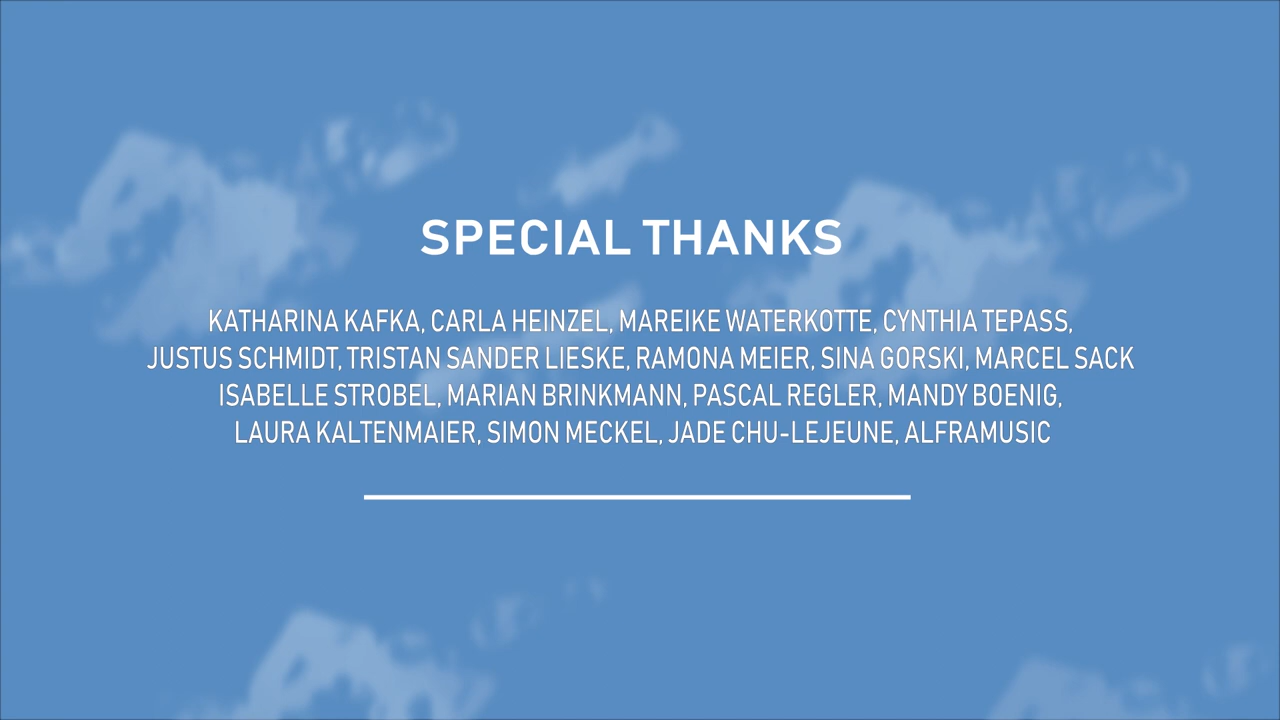 SPECIAL THANKS
KATHARINA KAFKA, CARLA HEINZEL, MAREIKE WATERKOTTE, CYNTHIA TEPASS,
JUSTUS SCHMIDT, TRISTAN SANDER LIESKE, RAMONA MEIER, SINA GORSKI, MARCEL SACK
ISABELLE STROBEL, MARIAN BRINKMANN, PASCAL REGLER, MANDY BOENIG,
LAURA KALTENMAIER, SIMON MECKEL, JADE CHU-LEJEUNE, ALFRAMUSIC